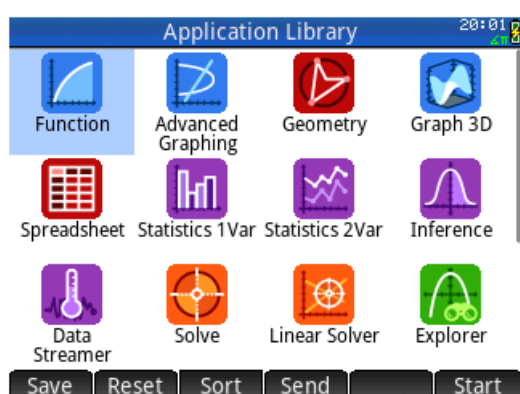 Application Library
20:01
∡π
Function
Advanced
Graphing
Geometry
Graph 3D
Spreadsheet
Statistics 1Var
Statistics 2Var
Inference
Data
Streamer
Solve
Linear Solver
Explorer
Save
Reset
Sort
Send
Start